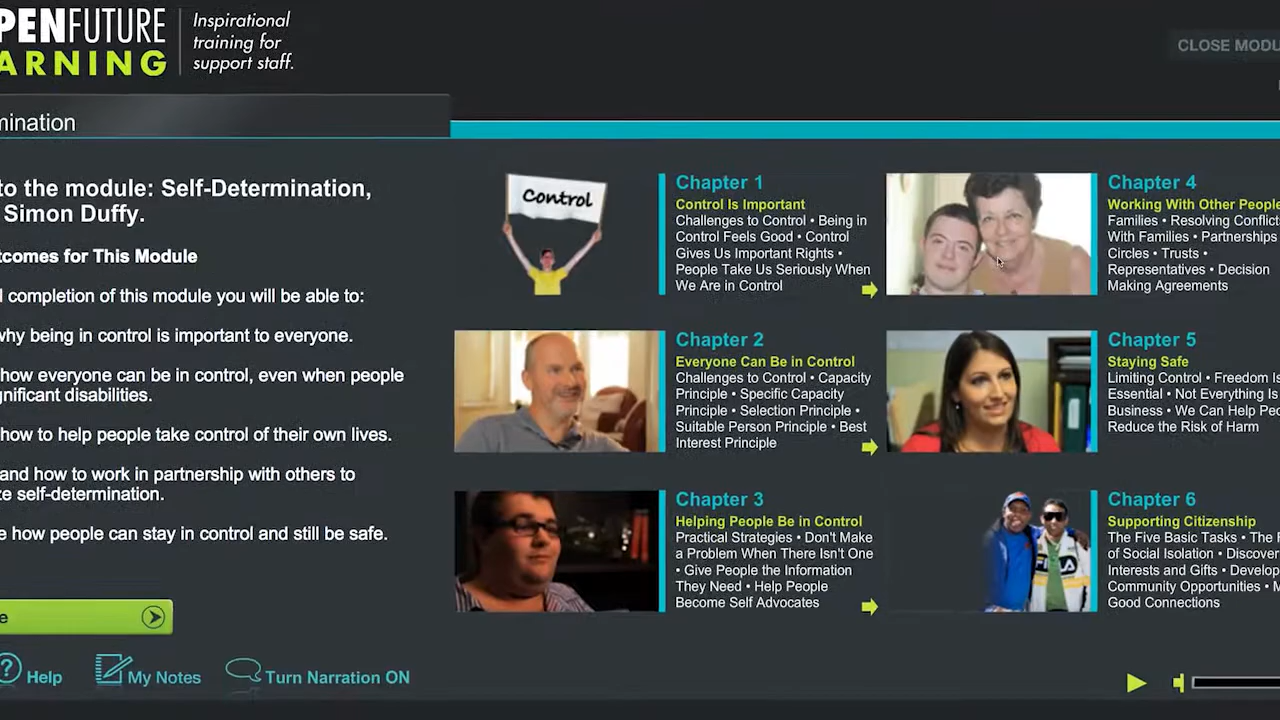 PENFUTURE
ARNING
Inspirational
training for
support staff.
CLOSE MODU
mination
to the module: Self-Determination,
Simon Duffy.
tcomes for This Module
l completion of this module you will be able to:
why being in control is important to everyone.
how everyone can be in control, even when people
gnificant disabilities.
how to help people take control of their own lives.
and how to work in partnership with others to
ze self-determination.
e how people can stay in control and still be safe.
e
Help
My Notes
Turn Narration ON
Control
Chapter 1
Control Is Important
Challenges to Control • Being in
Control Feels Good • Control
Gives Us Important Rights •
People Take Us Seriously When
We Are in Control
Chapter 2
Everyone Can Be in Control
Challenges to Control • Capacity
Principle • Specific Capacity
Principle • Selection Principle •
Suitable Person Principle • Best
Interest Principle
Chapter 3
Helping People Be in Control
Practical Strategies • Don't Make
a Problem When There Isn't One
• Give People the Information
They Need • Help People
Become Self Advocates
Chapter 4
Working With Other People
Families • Resolving Conflic
With Families • Partnerships
Circles • Trusts •
Representatives • Decision
Making Agreements
Chapter 5
Staying Safe
Limiting Control • Freedom Is
Essential • Not Everything Is
Business • We Can Help Pe
Reduce the Risk of Harm
Chapter 6
Supporting Citizenship
The Five Basic Tasks • The F
of Social Isolation • Discover
Interests and Gifts • Develop
Community Opportunities • M
Good Connections
FILA